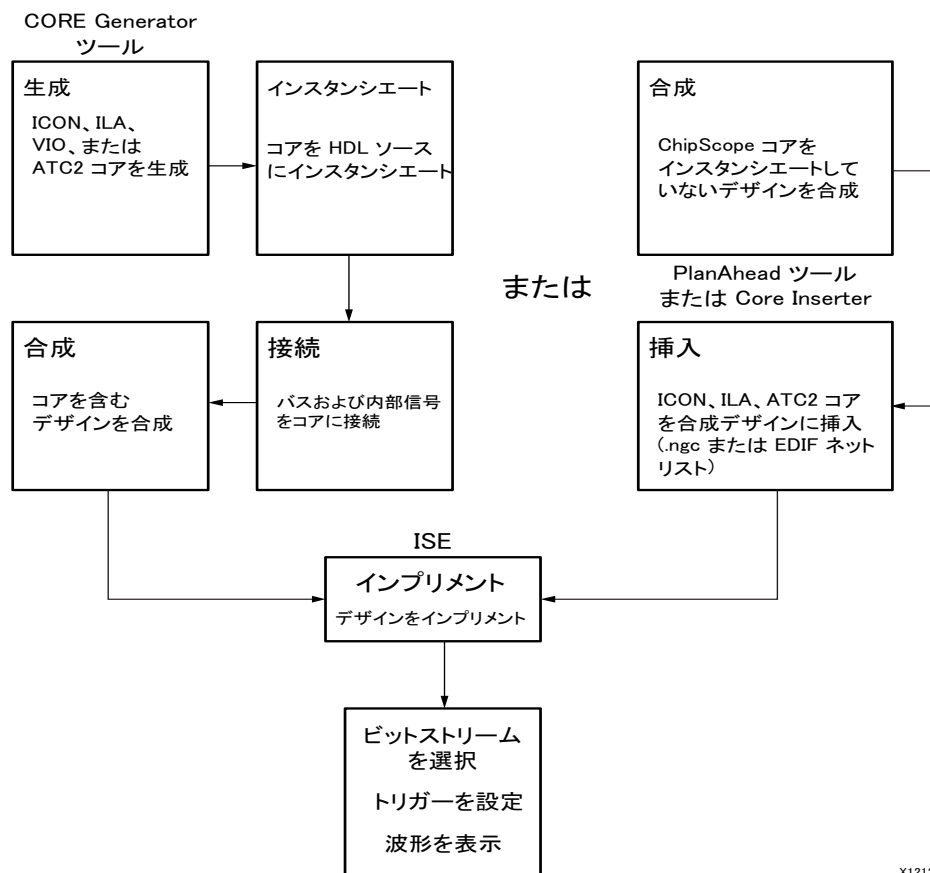 CORE Generator
ツール
生成
ICON、ILA、
VIO、または
ATC2 コアを生成
インスタンシエート
コアを HDL ソース
にインスタンシエート
合成
ChipScope コアを
インスタンシエートして
いないデザインを合成
または
PlanAhead ツール
または Core Inserter
合成
コアを含む
デザインを合成
接続
バスおよび内部信号
をコアに接続
挿入
ICON、ILA、ATC2 コア
を合成デザインに挿入
(.ngc または EDIF ネット
リスト)
ISE
インプリメント
デザインをインプリメント
ビットストリーム
を選択
トリガーを設定
波形を表示